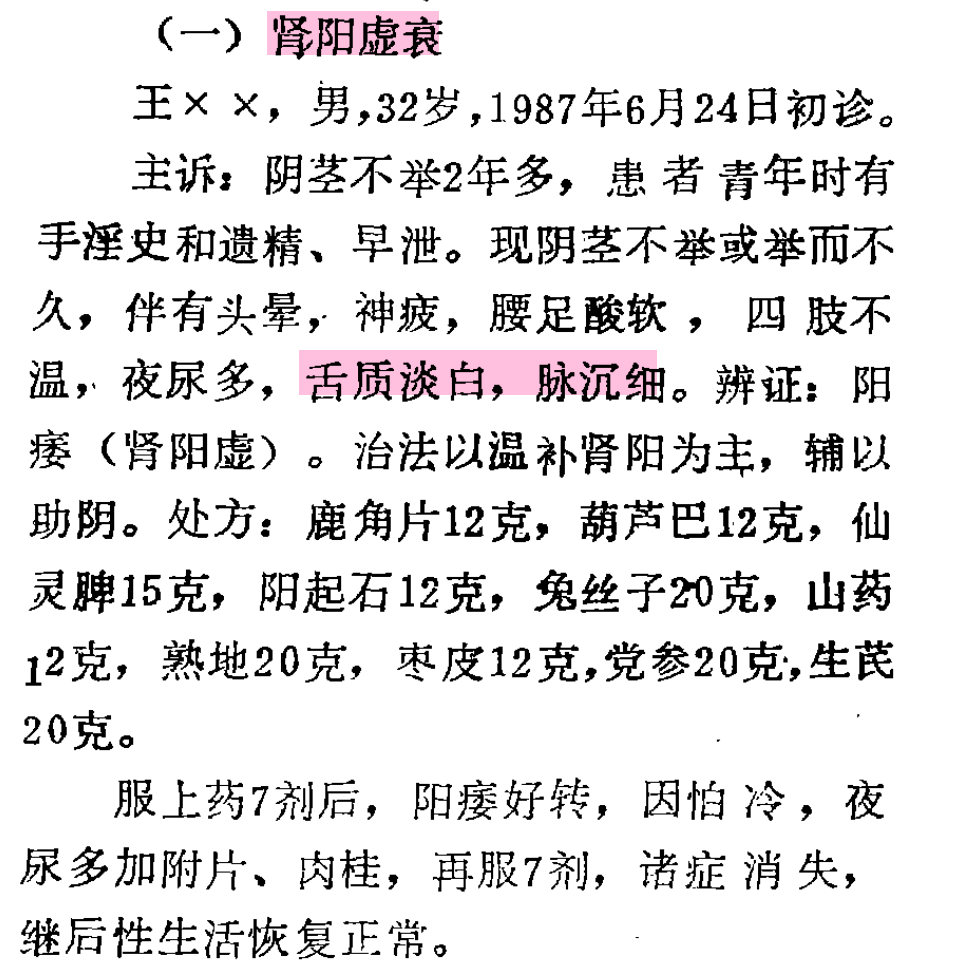 （一）肾阳虚衰
王××，男，32岁，1987年6月24日初诊。
主诉：阴茎不举2年多，患者青年时有
手淫史和遗精、早泄。现阴茎不举或举而不
久，伴有头晕，神疲，腰足酸软，四肢不
温，夜尿多，舌质淡白，脉沉细。辨证：阳
痿（肾阳虚）。治法以温补肾阳为主，辅以
助阴。处方：鹿角片12克，葫芦巴12克，仙
灵脾15克，阳起石12克，兔丝子20克，山药
12克，熟地20克，枣皮12克，党参20克，生芪
20克。
服上药7剂后，阳痿好转，因怕冷，夜
尿多加附片、肉桂，再服7剂，诸症消失，
继后性生活恢复正常。